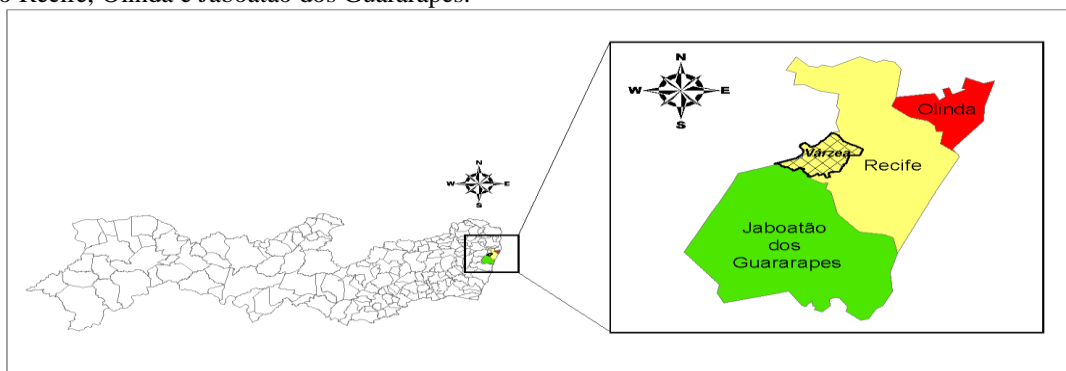 o Recife, Olinda e Jaboatão dos Guararapes.
N
W E
S
Olinda
Várzea
Recife
Jaboatão
dos
Guararapes
N
W E
S